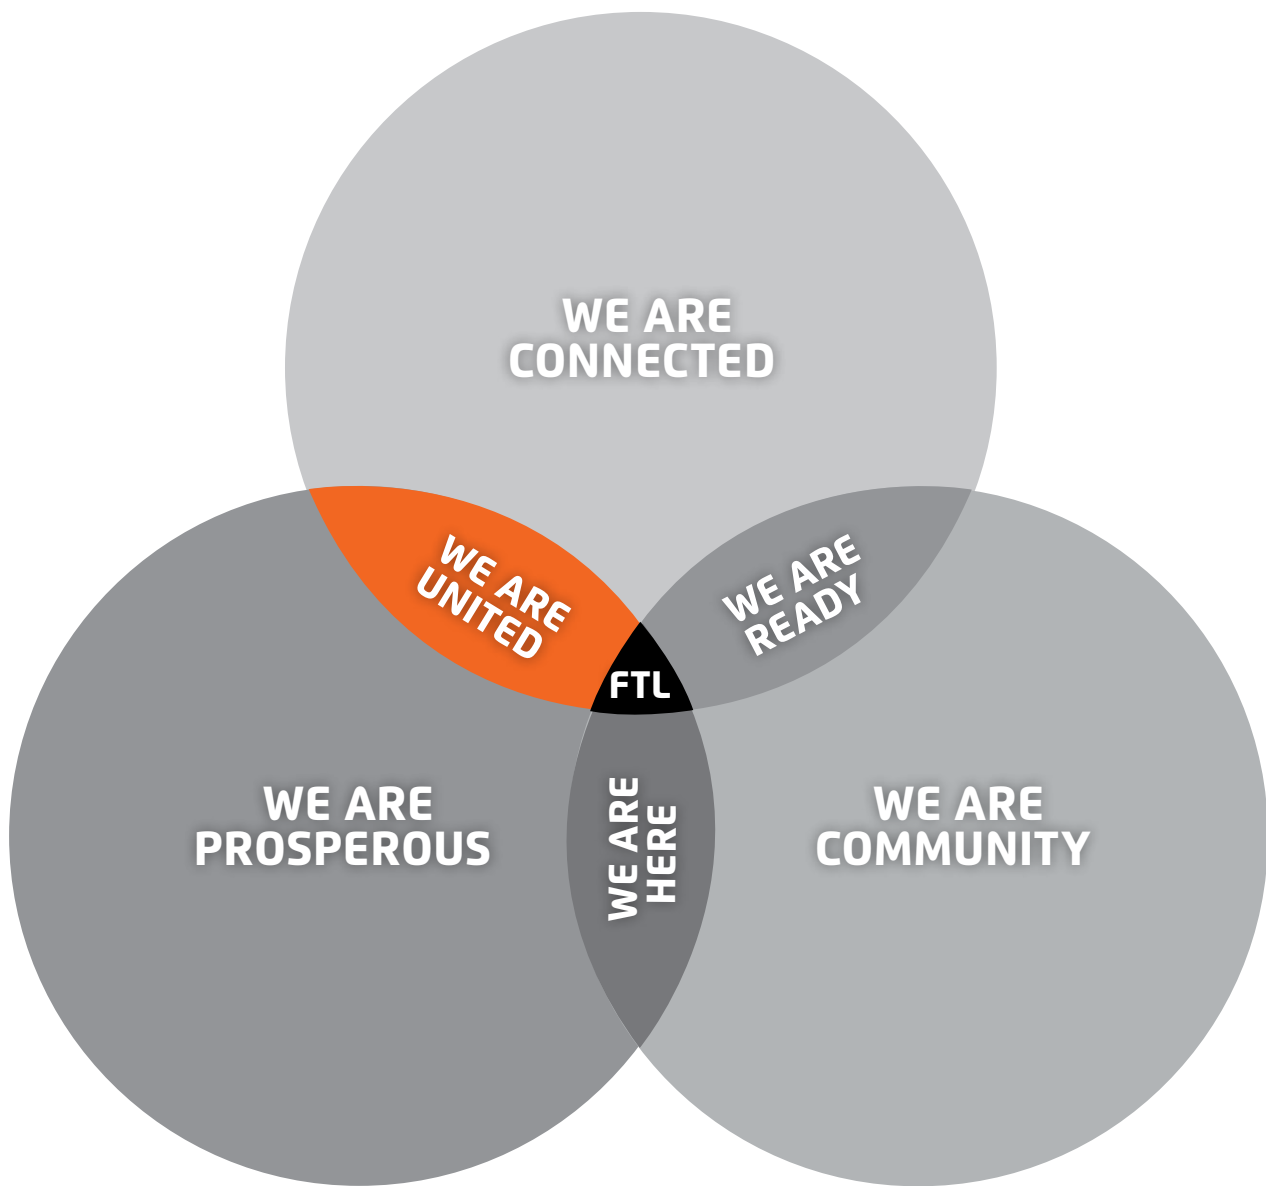 WE ARE
CONNECTED
WE ARE
UNITED
WE ARE
READY
FTL
WE ARE
PROSPEROUS
WE ARE
HERE
WE ARE
COMMUNITY